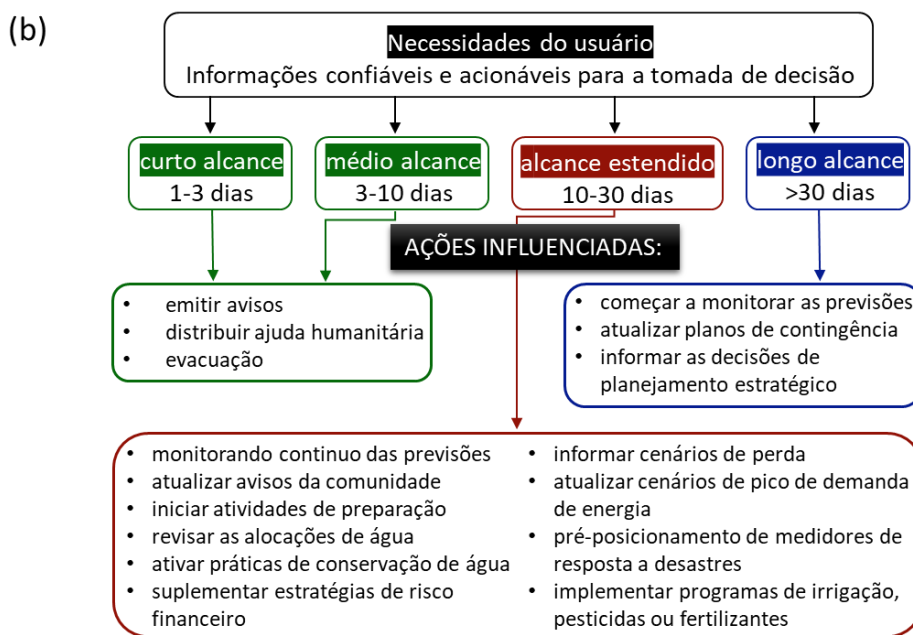 (b)
Necessidades do usuário
Informações confiáveis e acionáveis para a tomada de decisão
curto alcance
1-3 dias
médio alcance
3-10 dias
alcance estendido
10-30 dias
longo alcance
>30 dias
AÇÕES INFLUENCIADAS:
• emitir avisos
• distribuir ajuda humanitária
• evacuação
• começar a monitorar as previsões
• atualizar planos de contingência
• informar as decisões de
planejamento estratégico
• monitorando continuo das previsões
• atualizar avisos da comunidade
• iniciar atividades de preparação
• revisar as alocações de água
• ativar práticas de conservação de água
• suplementar estratégias de risco
financeiro
• informar cenários de perda
• atualizar cenários de pico de demanda
de energia
• pré-posicionamento de medidores de
resposta a desastres
• implementar programas de irrigação,
pesticidas ou fertilizantes